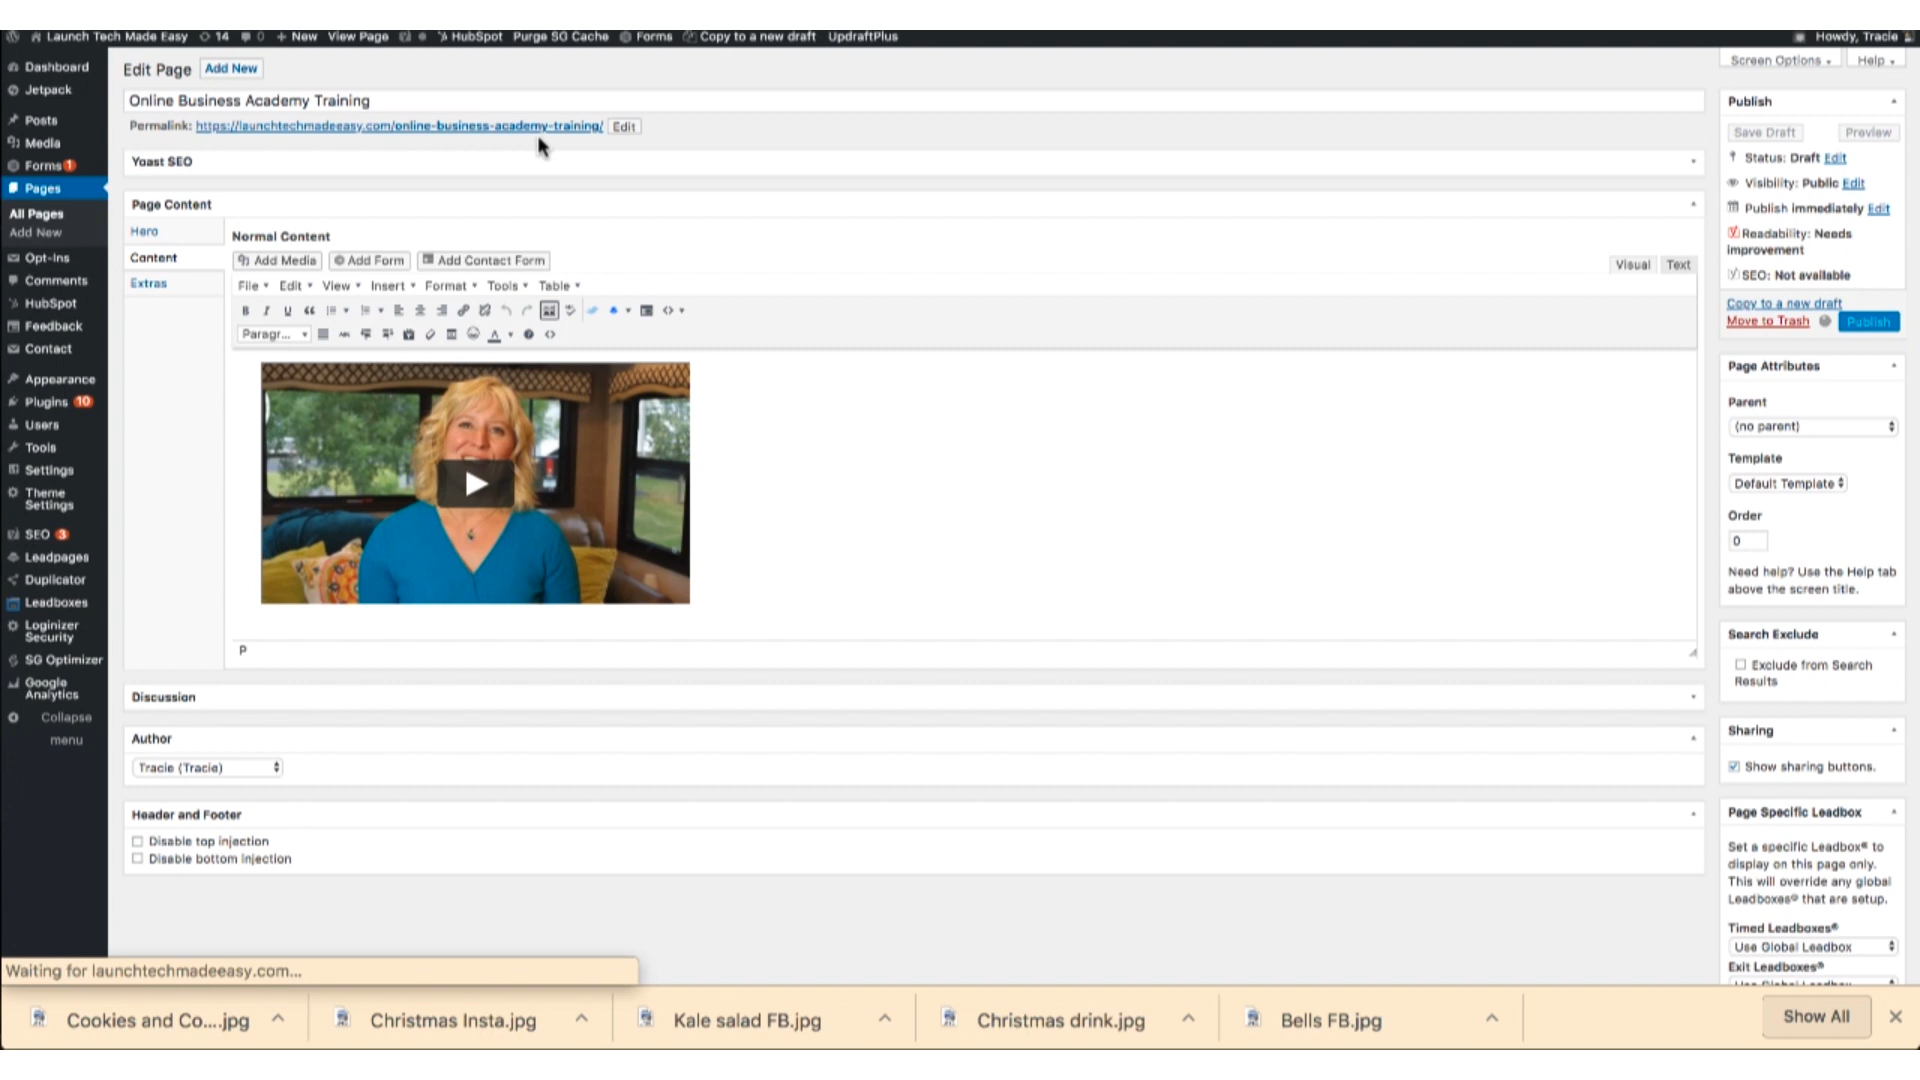 Launch Tech Made Easy 14 0 + New View Page HubSpot Purge SG Cache Forms Copy to a new draft UpdraftPlus Howdy, Tracie
Dashboard
Jetpack
Posts
Media
Forms 1
Pages
All Pages
Add New
Opt-Ins
Comments
HubSpot
Feedback
Contact
Appearance
Plugins 10
Users
Tools
Settings
Theme
Settings
SEO 3
Leadpages
Duplicator
Leadboxes
Loginizer
Security
SG Optimizer
Google
Analytics
Collapse
menu
Edit Page Add New
Screen Options Help
Online Business Academy Training
Permalink: https://launchtechmadeeasy.com/online-business-academy-training/ Edit
Yoast SEO
Page Content
Hero
Content
Extras
Normal Content
Add Media Add Form Add Contact Form
Visual Text
File Edit View Insert Format Tools Table
B I U
Paragr...
P
Discussion
Author
Tracie (Tracie)
Header and Footer
Disable top injection
Disable bottom injection
Publish
Save Draft Preview
Status: Draft Edit
Visibility: Public Edit
Publish immediately Edit
Readability: Needs
improvement
SEO: Not available
Copy to a new draft
Move to Trash Publish
Page Attributes
Parent
(no parent)
Template
Default Template
Order
0
Need help? Use the Help tab
above the screen title.
Search Exclude
Exclude from Search
Results
Sharing
Show sharing buttons.
Page Specific Leadbox
Set a specific Leadbox® to
display on this page only.
This will override any global
Leadboxes® that are setup.
Timed Leadboxes®
Use Global Leadbox
Exit Leadboxes®
Use Global Leadbox
Waiting for launchtechmadeeasy.com...
Cookies and Co....jpg Christmas Insta.jpg Kale salad FB.jpg Christmas drink.jpg Bells FB.jpg Show All